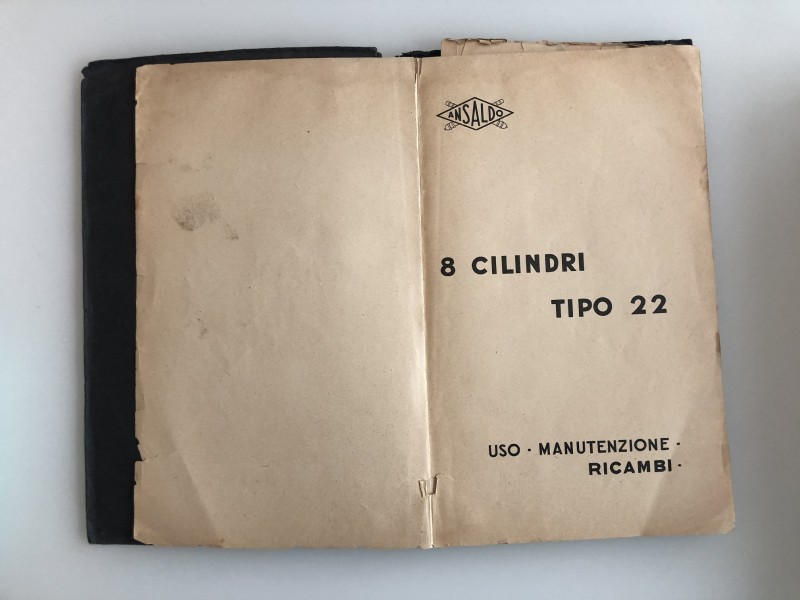 ANSALDO
8 CILINDRI
TIPO 22
USO · MANUTENZIONE ·
RICAMBI ·